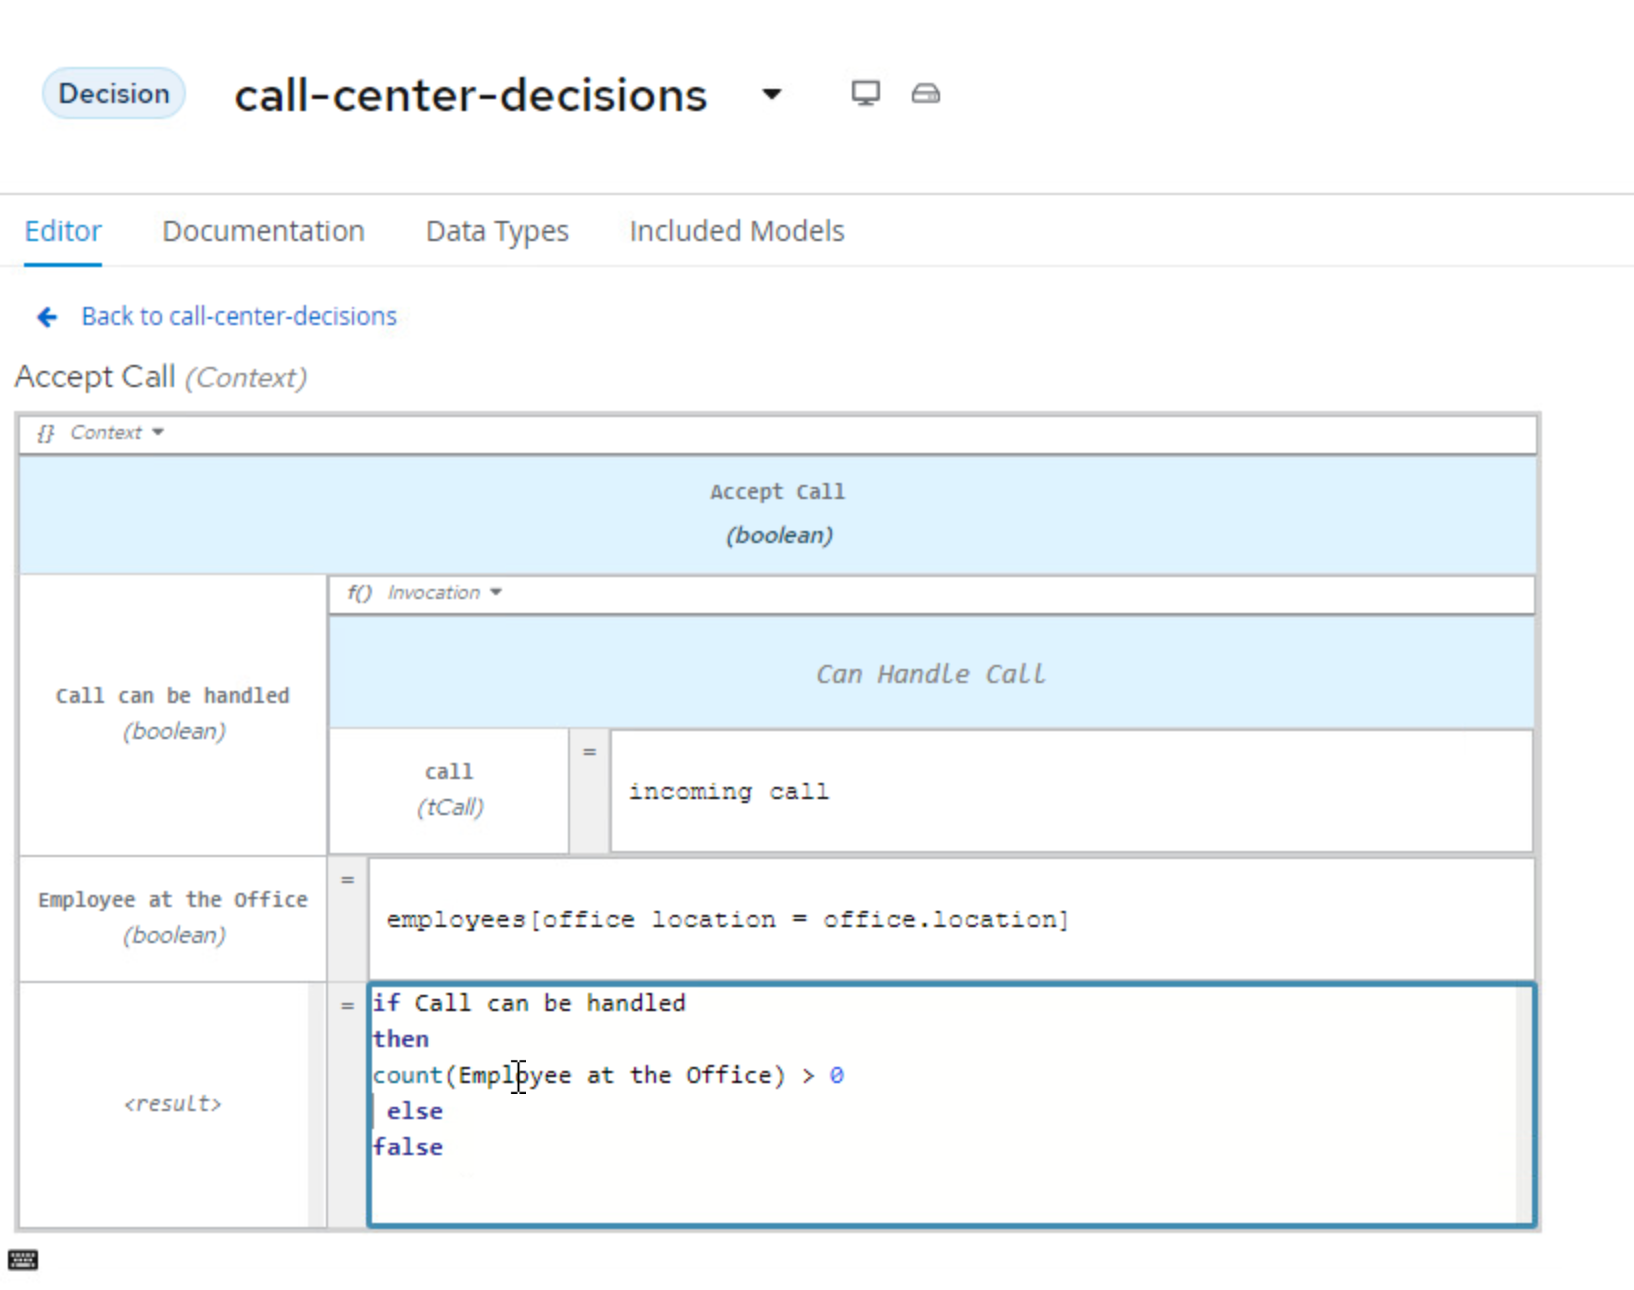 Decision call-center-decisions
Editor Documentation Data Types Included Models
Back to call-center-decisions
Accept Call (Context)
{} Context
Accept Call
(boolean)
f() Invocation
Can Handle Call
Call can be handled
(boolean)
call
(tCall)
=
incoming call
Employee at the Office
(boolean)
=
employees[office location = office.location]
<result>
=
if Call can be handled
then
count(Employee at the Office) > 0
else
false